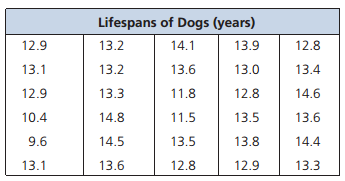 Lifespans of Dogs (years)
12.9 13.2 14.1 13.9 12.8
13.1 13.2 13.6 13.0 13.4
12.9 13.3 11.8 12.8 14.6
10.4 14.8 11.5 13.5 13.6
9.6 14.5 13.5 13.8 14.4
13.1 13.6 12.8 12.9 13.3